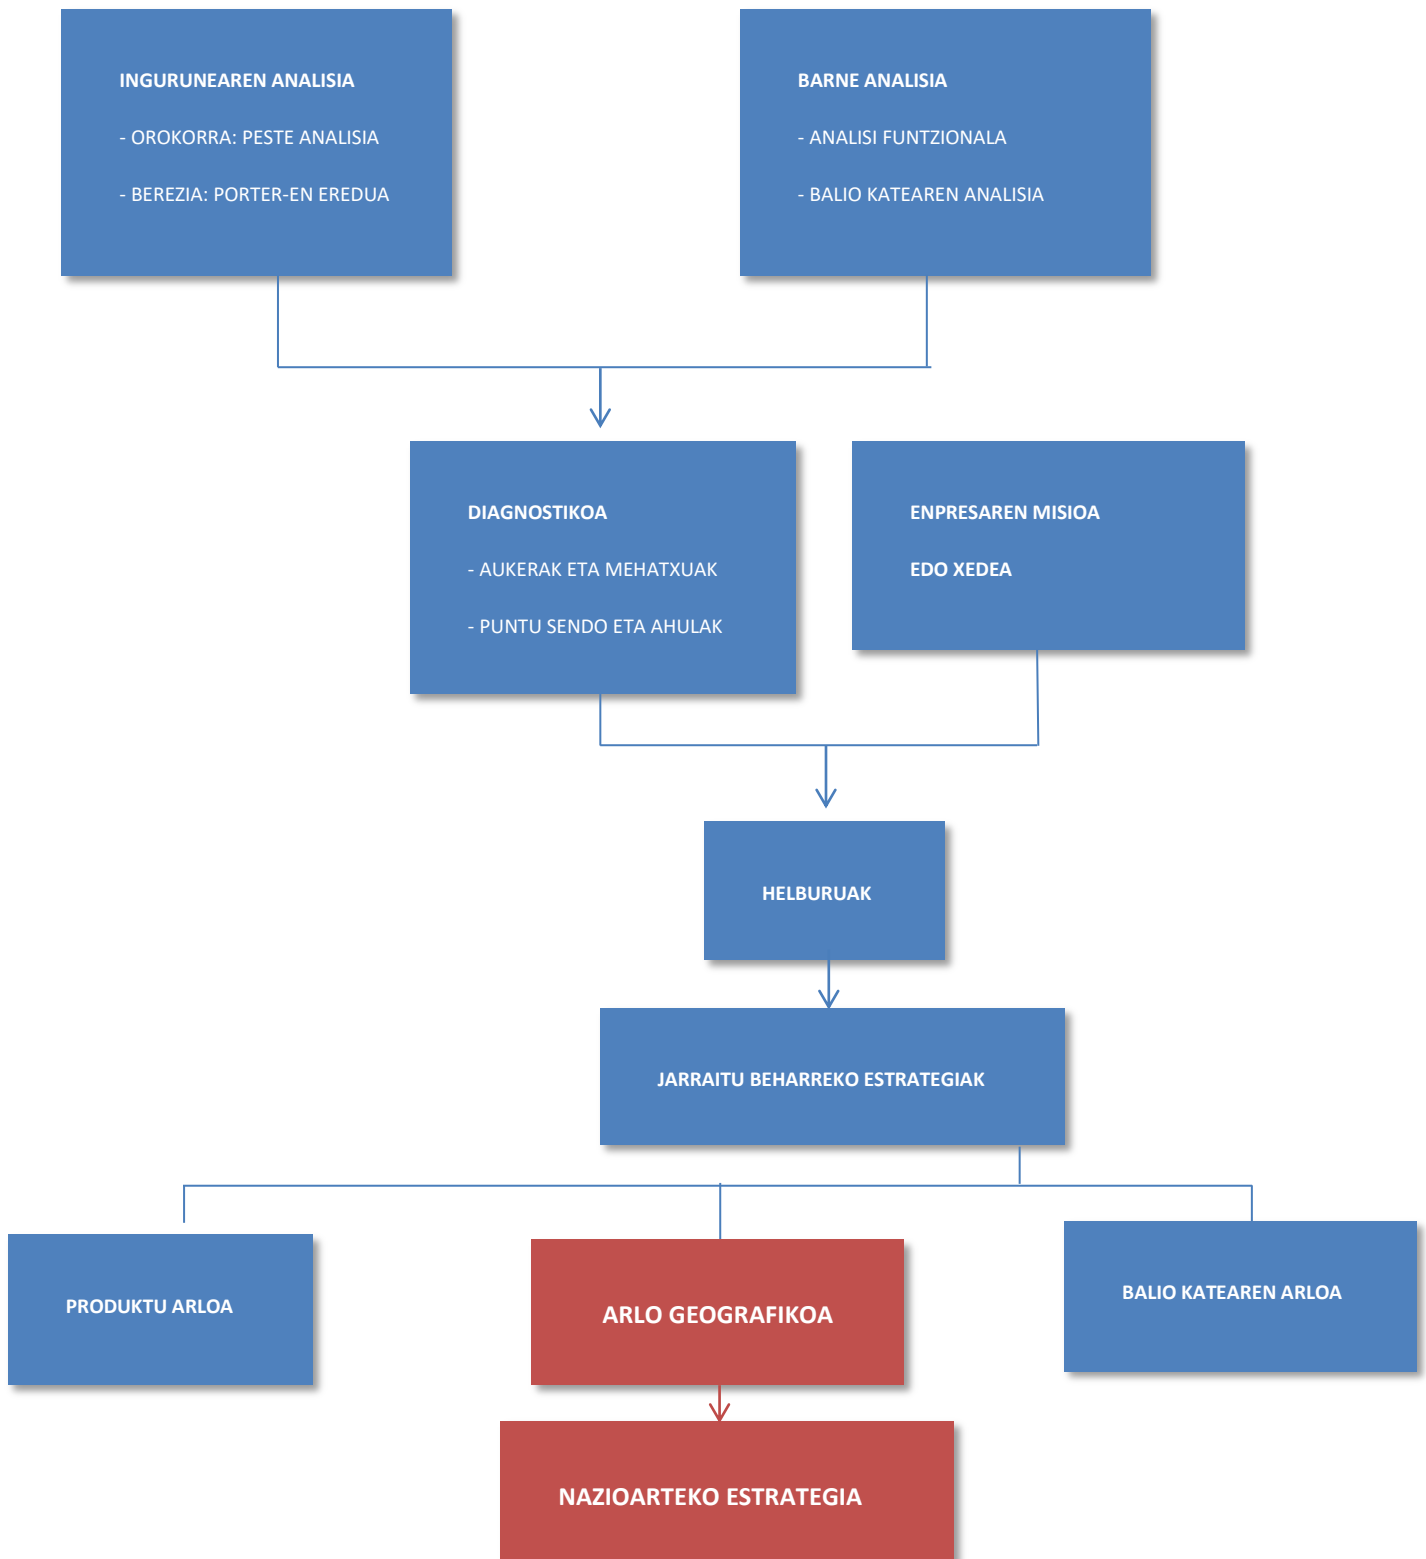 INGURUNEAREN ANALISIA
- OROKORRA: PESTE ANALISIA
- BEREZIA: PORTER-EN EREDUA
BARNE ANALISIA
- ANALISI FUNTZIONALA
- BALIO KATEAREN ANALISIA
DIAGNOSTIKOA
- AUKERAK ETA MEHATXUAK
- PUNTU SENDO ETA AHULAK
ENPRESAREN MISIOA
EDO XEDEA
HELBURUAK
JARRAITU BEHARREKO ESTRATEGIAK
PRODUKTU ARLOA
ARLO GEOGRAFIKOA
BALIO KATEAREN ARLOA
NAZIOARTEKO ESTRATEGIA